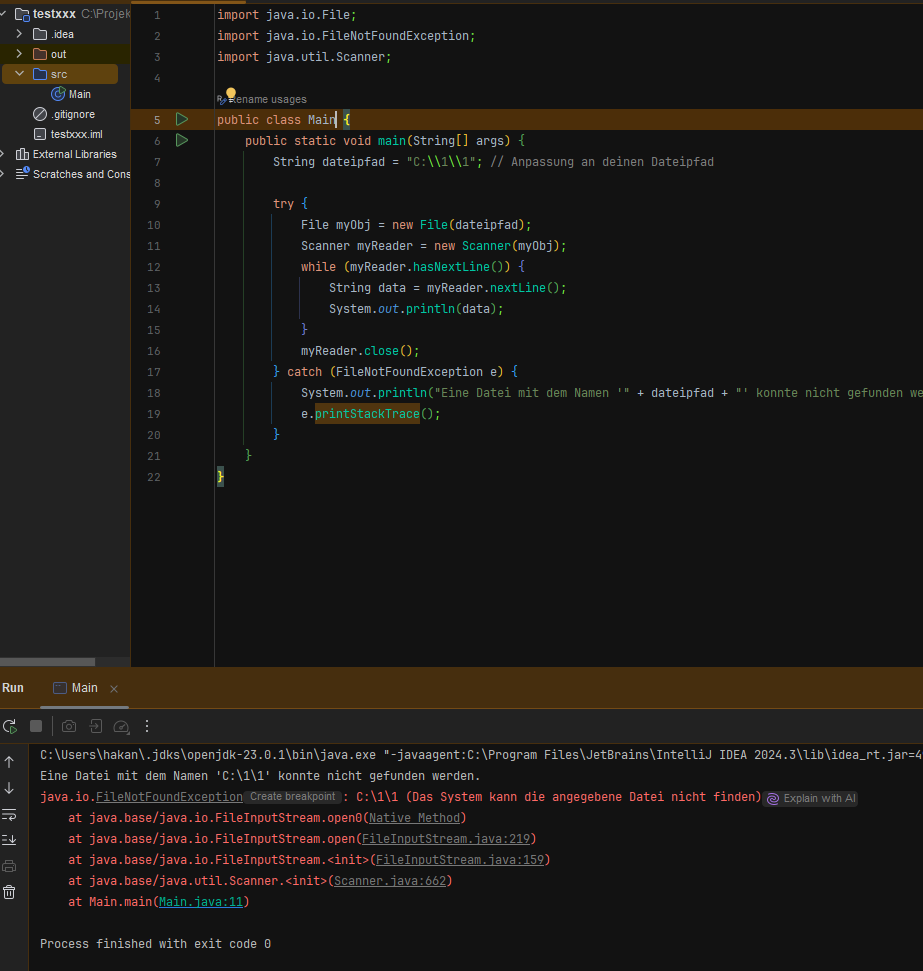 testxxx C:\Projek
.idea
out
src
Main
.gitignore
testxxx.iml
External Libraries
Scratches and Cons
1 import java.io.File;
2 import java.io.FileNotFoundException;
3 import java.util.Scanner;
4
Rename usages
5 public class Main {
6 public static void main(String[] args) {
7 String dateipfad = "C:\\1\\1"; // Anpassung an deinen Dateipfad
8
9 try {
10 File myObj = new File(dateipfad);
11 Scanner myReader = new Scanner(myObj);
12 while (myReader.hasNextLine()) {
13 String data = myReader.nextLine();
14 System.out.println(data);
15 }
16 myReader.close();
17 } catch (FileNotFoundException e) {
18 System.out.println("Eine Datei mit dem Namen '" + dateipfad + "' konnte nicht gefunden we
19 e.printStackTrace();
20 }
21 }
22 }
Run Main
C:\Users\hakan\.jdks\openjdk-23.0.1\bin\java.exe "-javaagent:C:\Program Files\JetBrains\IntelliJ IDEA 2024.3\lib\idea_rt.jar=4
Eine Datei mit dem Namen 'C:\1\1' konnte nicht gefunden werden.
java.io.FileNotFoundException Create breakpoint : C:\1\1 (Das System kann die angegebene Datei nicht finden) Explain with AI
at java.base/java.io.FileInputStream.open0(Native Method)
at java.base/java.io.FileInputStream.open(FileInputStream.java:219)
at java.base/java.io.FileInputStream.<init>(FileInputStream.java:159)
at java.base/java.util.Scanner.<init>(Scanner.java:662)
at Main.main(Main.java:11)
Process finished with exit code 0